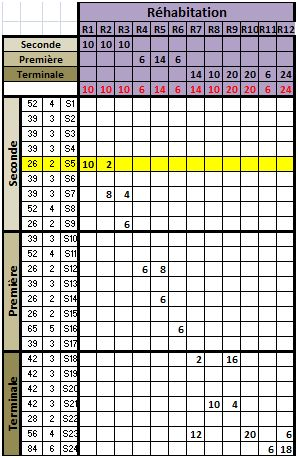 Réhabitation
R1 R2 R3 R4 R5 R6 R7 R8 R9 R10 R11 R12
Seconde 10 10 10
Première 6 14 6
Terminale 14 10 20 20 6 24
10 10 10 6 14 6 14 10 20 20 6 24
Seconde
52 4 S1
39 3 S2
39 3 S3
39 3 S4
26 2 S5 10 2
39 3 S6
39 3 S7 8 4
52 4 S8
26 2 S9 6
Première
39 3 S10
52 4 S11
26 2 S12 6 8
39 3 S13
26 2 S14 6
26 2 S15
65 5 S16 6
39 3 S17
Terminale
42 3 S18 2 16
42 3 S19
42 3 S20
42 3 S21 10 4
28 2 S22
56 4 S23 12 10 6
84 6 S24 6 18